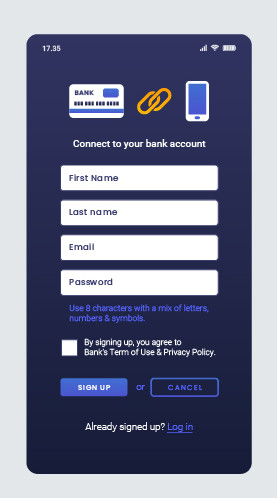 17.35
BANK
Connect to your bank account
First Name
Last name
Email
Password
Use 8 characters with a mix of letters,
numbers & symbols.
By signing up, you agree to
Bank's Term of Use & Privacy Policy.
SIGN UP or CANCEL
Already signed up? Log in